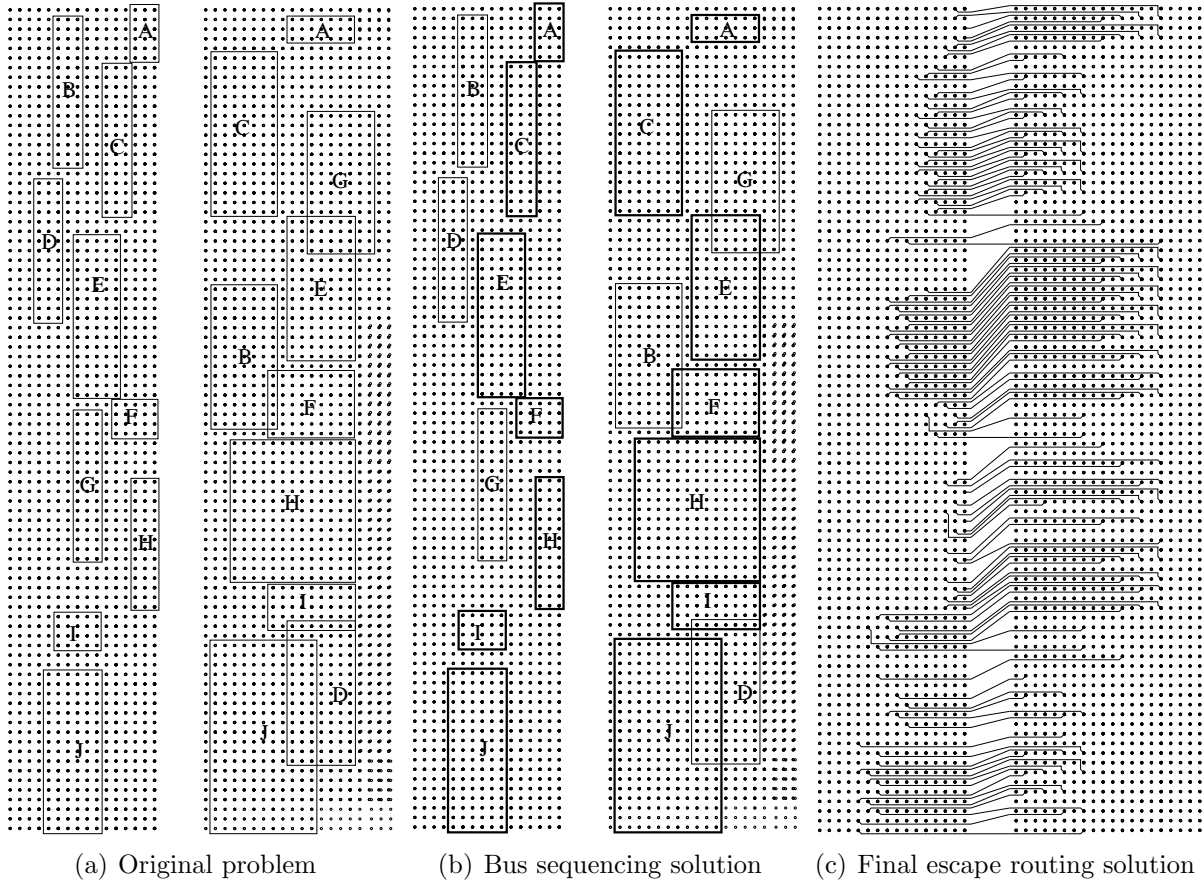 A
B
C
D
E
F
G
H
I
J
A
C
G
E
B
F
H
I
D
J
A
B
C
D
E
F
G
H
I
J
A
C
G
E
B
F
H
I
D
J
(a) Original problem
(b) Bus sequencing solution
(c) Final escape routing solution